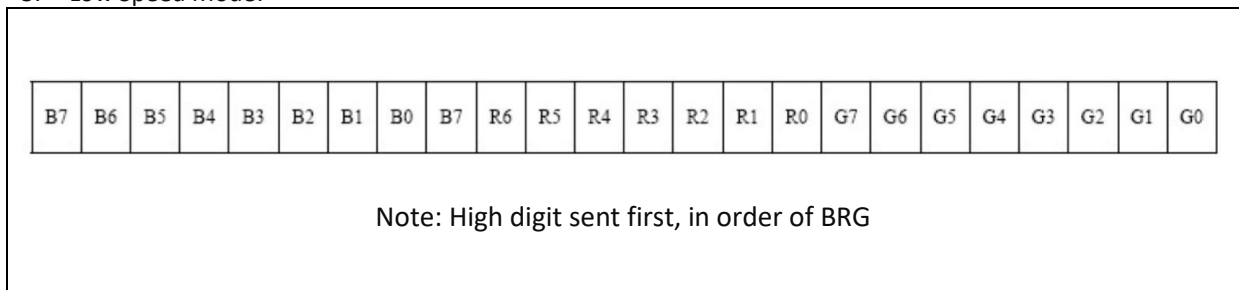 B7 B6 B5 B4 B3 B2 B1 B0 B7 R6 R5 R4 R3 R2 R1 R0 G7 G6 G5 G4 G3 G2 G1 G0
Note: High digit sent first, in order of BRG